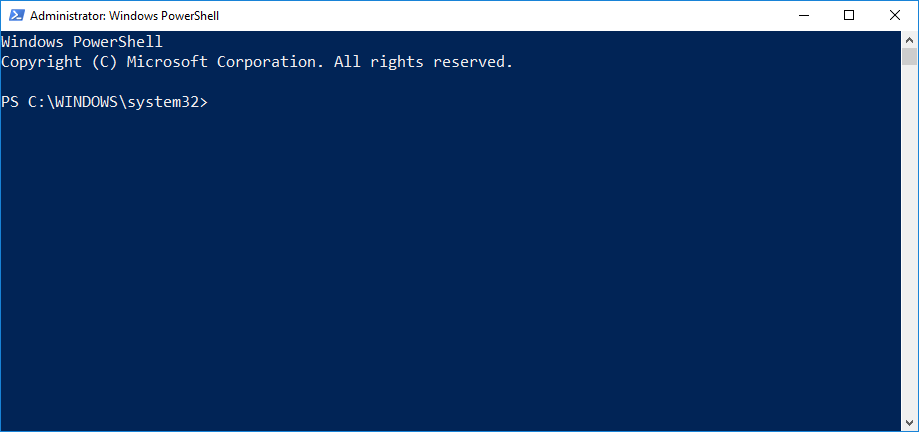 Administrator: Windows PowerShell
Windows PowerShell
Copyright (C) Microsoft Corporation. All rights reserved.
PS C:\WINDOWS\system32>